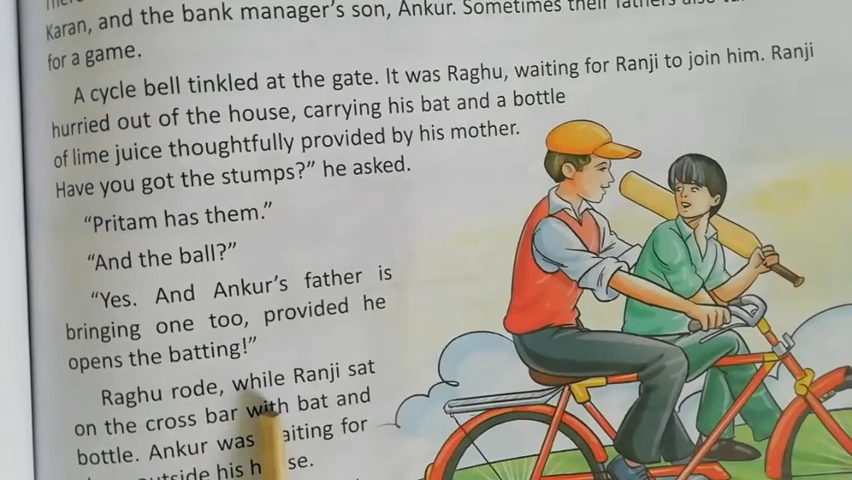 Karan, and the bank manager's son, Ankur. Sometimes their fathers
for a game.
A cycle bell tinkled at the gate. It was Raghu, waiting for Ranji to join him. Ranji
hurried out of the house, carrying his bat and a bottle
of lime juice thoughtfully provided by his mother.
Have you got the stumps?" he asked.
"Pritam has them."
"And the ball?"
"Yes. And Ankur's father is
bringing one too, provided he
opens the batting!"
Raghu rode, while Ranji sat
on the cross bar with bat and
bottle. Ankur was waiting for
outside his